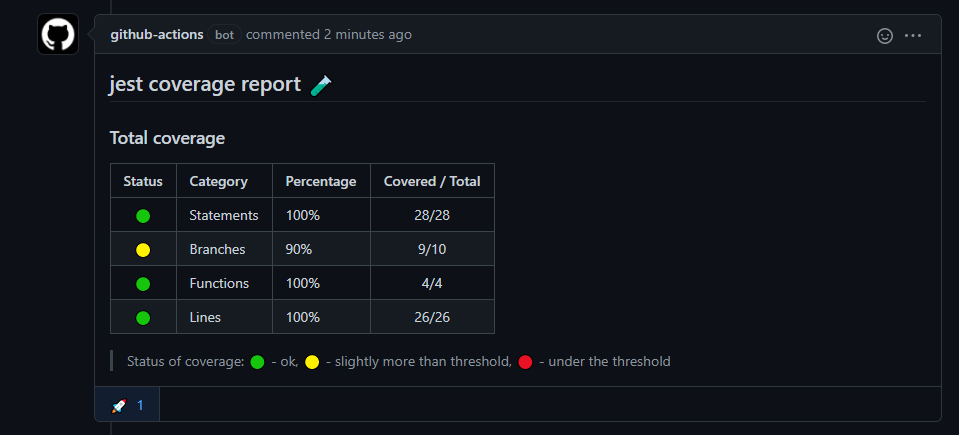 github-actions bot commented 2 minutes ago
jest coverage report
Total coverage
Status Category Percentage Covered / Total
Statements 100% 28/28
Branches 90% 9/10
Functions 100% 4/4
Lines 100% 26/26
Status of coverage: 🟢 - ok, 🟡 - slightly more than threshold, 🔴 - under the threshold
1